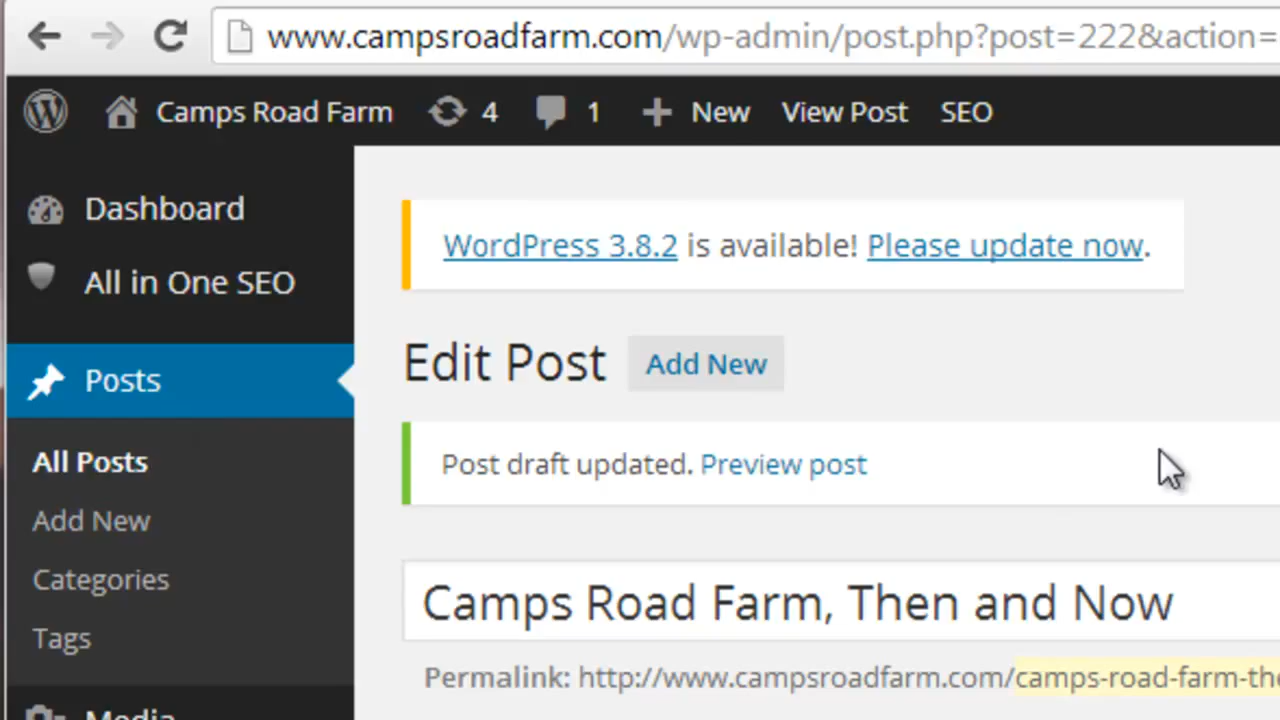 www.campsroadfarm.com/wp-admin/post.php?post=222&action=
Camps Road Farm 4 1 New View Post SEO
Dashboard
All in One SEO
Posts
All Posts
Add New
Categories
Tags
Media
WordPress 3.8.2 is available! Please update now.
Edit Post Add New
Post draft updated. Preview post
Camps Road Farm, Then and Now
Permalink: http://www.campsroadfarm.com/camps-road-farm-the